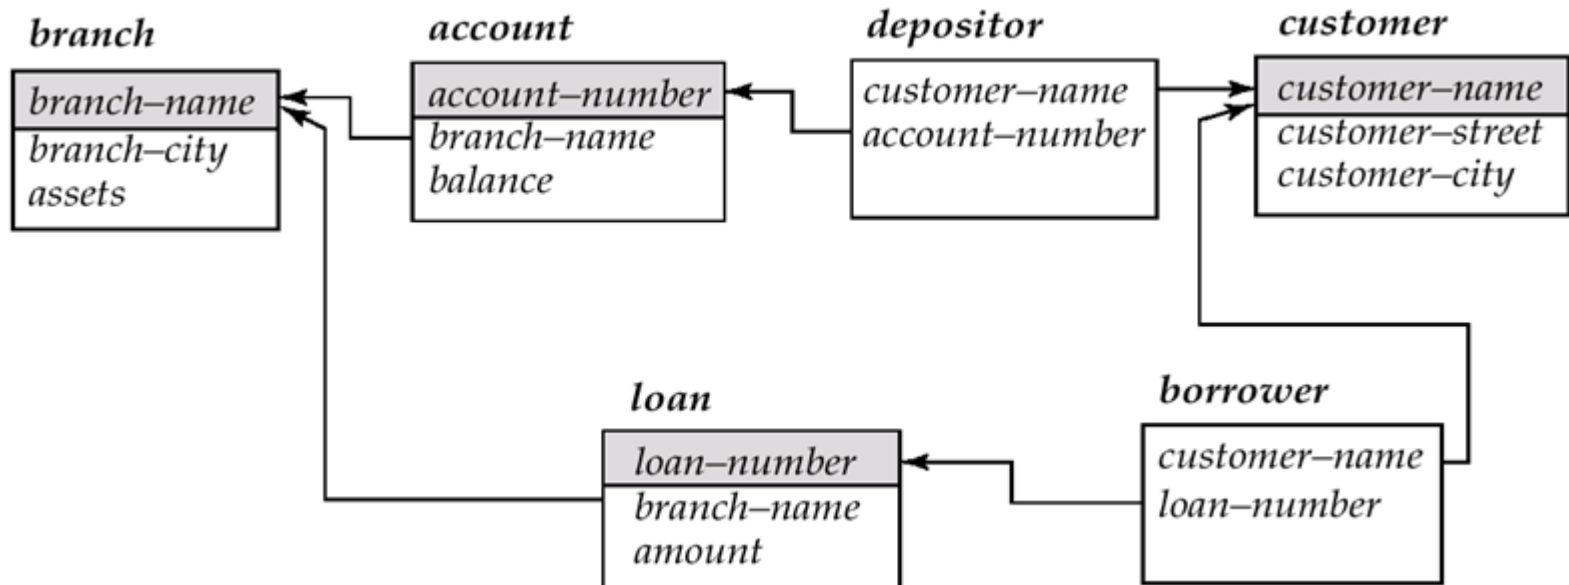 branch
branch–name
branch–city
assets
account
account–number
branch–name
balance
depositor
customer–name
account–number
customer
customer–name
customer–street
customer–city
loan
loan–number
branch–name
amount
borrower
customer–name
loan–number